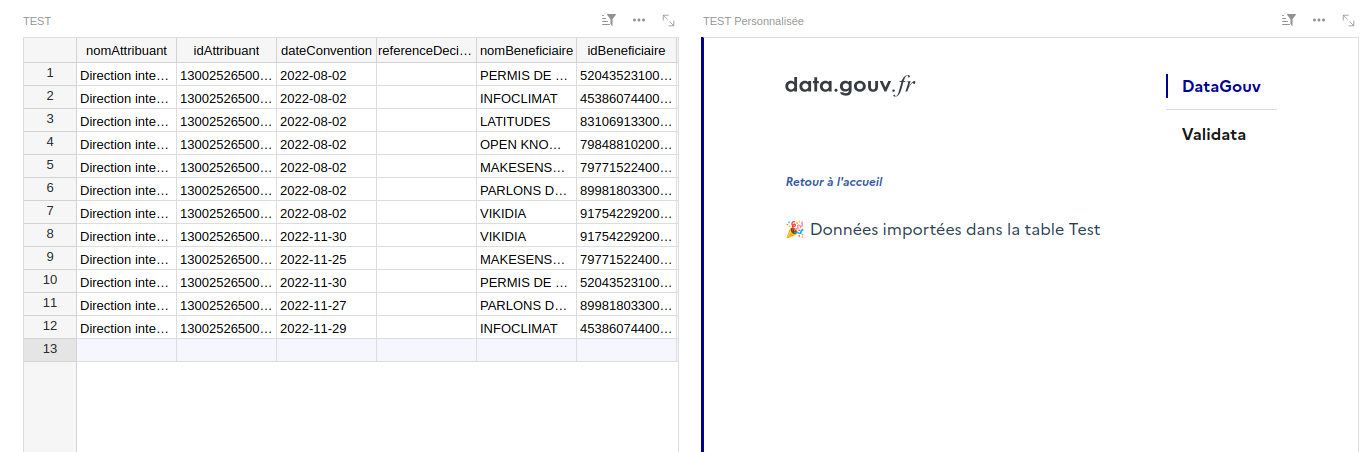 TEST
nomAttribuant idAttribuant dateConvention referenceDeci… nomBeneficiaire idBeneficiaire
1 Direction inte… 13002526500… 2022-08-02 PERMIS DE … 52043523100…
2 Direction inte… 13002526500… 2022-08-02 INFOCLIMAT 45386074400…
3 Direction inte… 13002526500… 2022-08-02 LATITUDES 83106913300…
4 Direction inte… 13002526500… 2022-08-02 OPEN KNO… 79848810200…
5 Direction inte… 13002526500… 2022-08-02 MAKESENS… 79771522400…
6 Direction inte… 13002526500… 2022-08-02 PARLONS D… 89981803300…
7 Direction inte… 13002526500… 2022-08-02 VIKIDIA 91754229200…
8 Direction inte… 13002526500… 2022-11-30 VIKIDIA 91754229200…
9 Direction inte… 13002526500… 2022-11-25 MAKESENS… 79771522400…
10 Direction inte… 13002526500… 2022-11-30 PERMIS DE … 52043523100…
11 Direction inte… 13002526500… 2022-11-27 PARLONS D… 89981803300…
12 Direction inte… 13002526500… 2022-11-29 INFOCLIMAT 45386074400…
13
TEST Personnalisée
data.gouv.fr
DataGouv
Validata
Retour à l'accueil
🎉 Données importées dans la table Test